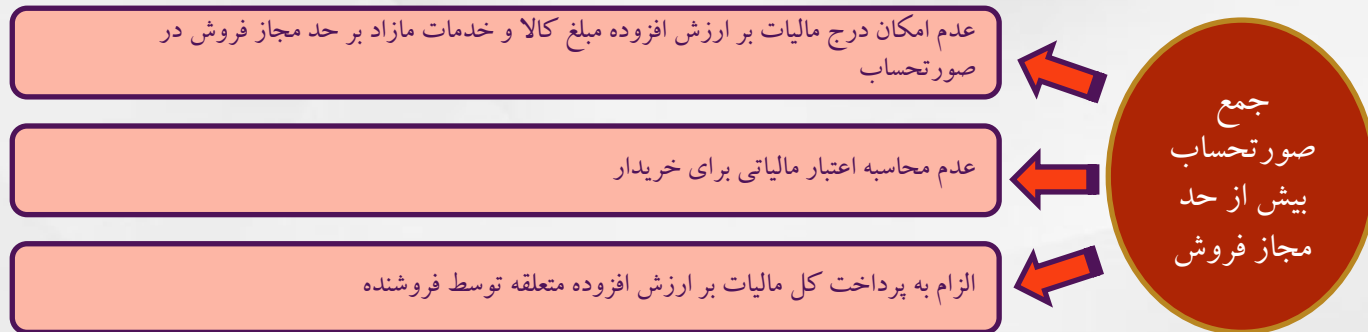 جمع
صورتحساب
بیش از حد
مجاز فروش
عدم امکان درج مالیات بر ارزش افزوده مبلغ کالا و خدمات مازاد بر حد مجاز فروش در
صورتحساب
عدم محاسبه اعتبار مالیاتی برای خریدار
الزام به پرداخت کل مالیات بر ارزش افزوده متعلقه توسط فروشنده